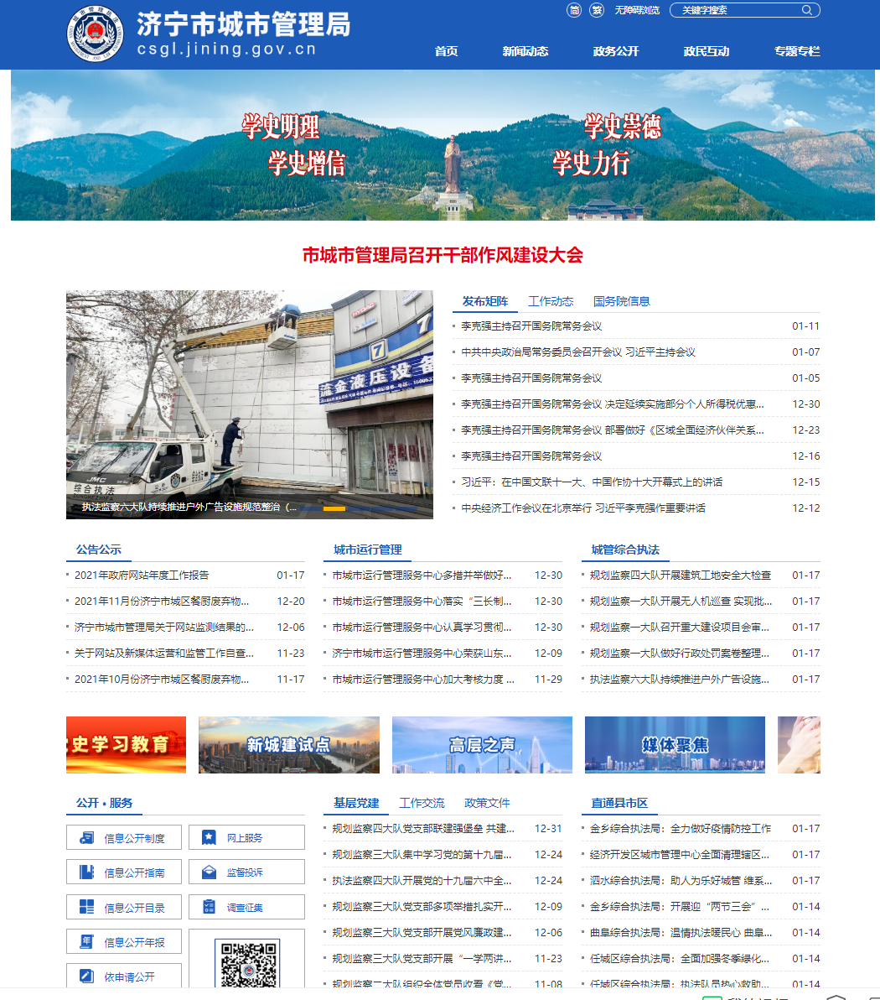 济宁市城市管理局
csgl.jining.gov.cn
简 繁 无障碍浏览 关键字搜索
首页 新闻动态 政务公开 政民互动 专题专栏
学史明理 学史崇德
学史增信 学史力行
市城市管理局召开干部作风建设大会
7
流金液压设备
JMC
综合执法
执法监察六大队持续推进户外广告设施规范整治（...
发布矩阵 工作动态 国务院信息
李克强主持召开国务院常务会议 01-11
中共中央政治局常务委员会召开会议 习近平主持会议 01-07
李克强主持召开国务院常务会议 01-05
李克强主持召开国务院常务会议 决定延续实施部分个人所得税优惠... 12-30
李克强主持召开国务院常务会议 部署做好《区域全面经济伙伴关系... 12-23
李克强主持召开国务院常务会议 12-16
习近平：在中国文联十一大、中国作协十大开幕式上的讲话 12-15
中央经济工作会议在北京举行 习近平李克强作重要讲话 12-12
公告公示
2021年政府网站年度工作报告 01-17
2021年11月份济宁市城区餐厨废弃物... 12-20
济宁市城市管理局关于网站监测结果的... 12-06
关于网站及新媒体运营和监管工作自查... 11-23
2021年10月份济宁市城区餐厨废弃物... 11-17
城市运行管理
市城市运行管理服务中心多措并举做好... 12-30
市城市运行管理服务中心落实“三长制... 12-30
市城市运行管理服务中心认真学习贯彻... 12-30
济宁市城市运行管理服务中心荣获山东... 12-09
市城市运行管理服务中心加大考核力度 ... 11-29
城管综合执法
规划监察四大队开展建筑工地安全大检查 01-17
规划监察一大队开展无人机巡查 实现批... 01-17
规划监察一大队召开重大建设项目会审... 01-17
规划监察一大队做好行政处罚案卷整理... 01-17
执法监察六大队持续推进户外广告设施... 01-17
史学习教育 新城建试点 高层之声 媒体聚焦
公开·服务
信息公开制度 网上服务
信息公开指南 监督投诉
信息公开目录 调查征集
信息公开年报
依申请公开
基层党建 工作交流 政策文件
规划监察四大队党支部联建强堡垒 共建... 12-31
规划监察三大队集中学习党的第十九届... 12-24
执法监察四大队开展党的十九届六中全... 12-24
规划监察三大队党支部多项举措扎实开... 12-09
规划监察三大队党支部开展党风廉政建... 12-06
规划监察三大队党支部开展“一学两讲... 11-23
规划监察二大队组织全体党员收看《党... 11-08
直通县市区
金乡综合执法局：全力做好疫情防控工作 01-17
经济开发区城市管理中心全面清理辖区... 01-17
泗水综合执法局：助人为乐好城管 维系... 01-17
金乡综合执法局：开展迎“两节三会”... 01-14
曲阜综合执法局：温情执法暖民心 曲阜... 01-14
任城区综合执法局：全面加强冬季绿化... 01-14
任城区综合执法局：执法队员热心救助... 01-14